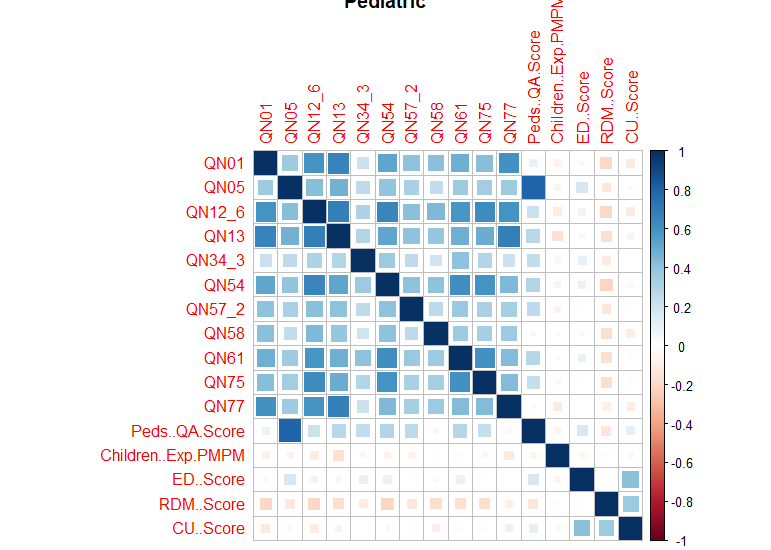 Pediatric
QN01
QN05
QN12_6
QN13
QN34_3
QN54
QN57_2
QN58
QN61
QN75
QN77
Peds..QA.Score
Children..Exp.PMPM
ED..Score
RDM..Score
CU..Score
QN01
QN05
QN12_6
QN13
QN34_3
QN54
QN57_2
QN58
QN61
QN75
QN77
Peds..QA.Score
Children..Exp.PMPM
ED..Score
RDM..Score
CU..Score
1
0.8
0.6
0.4
0.2
0
-0.2
-0.4
-0.6
-0.8
-1